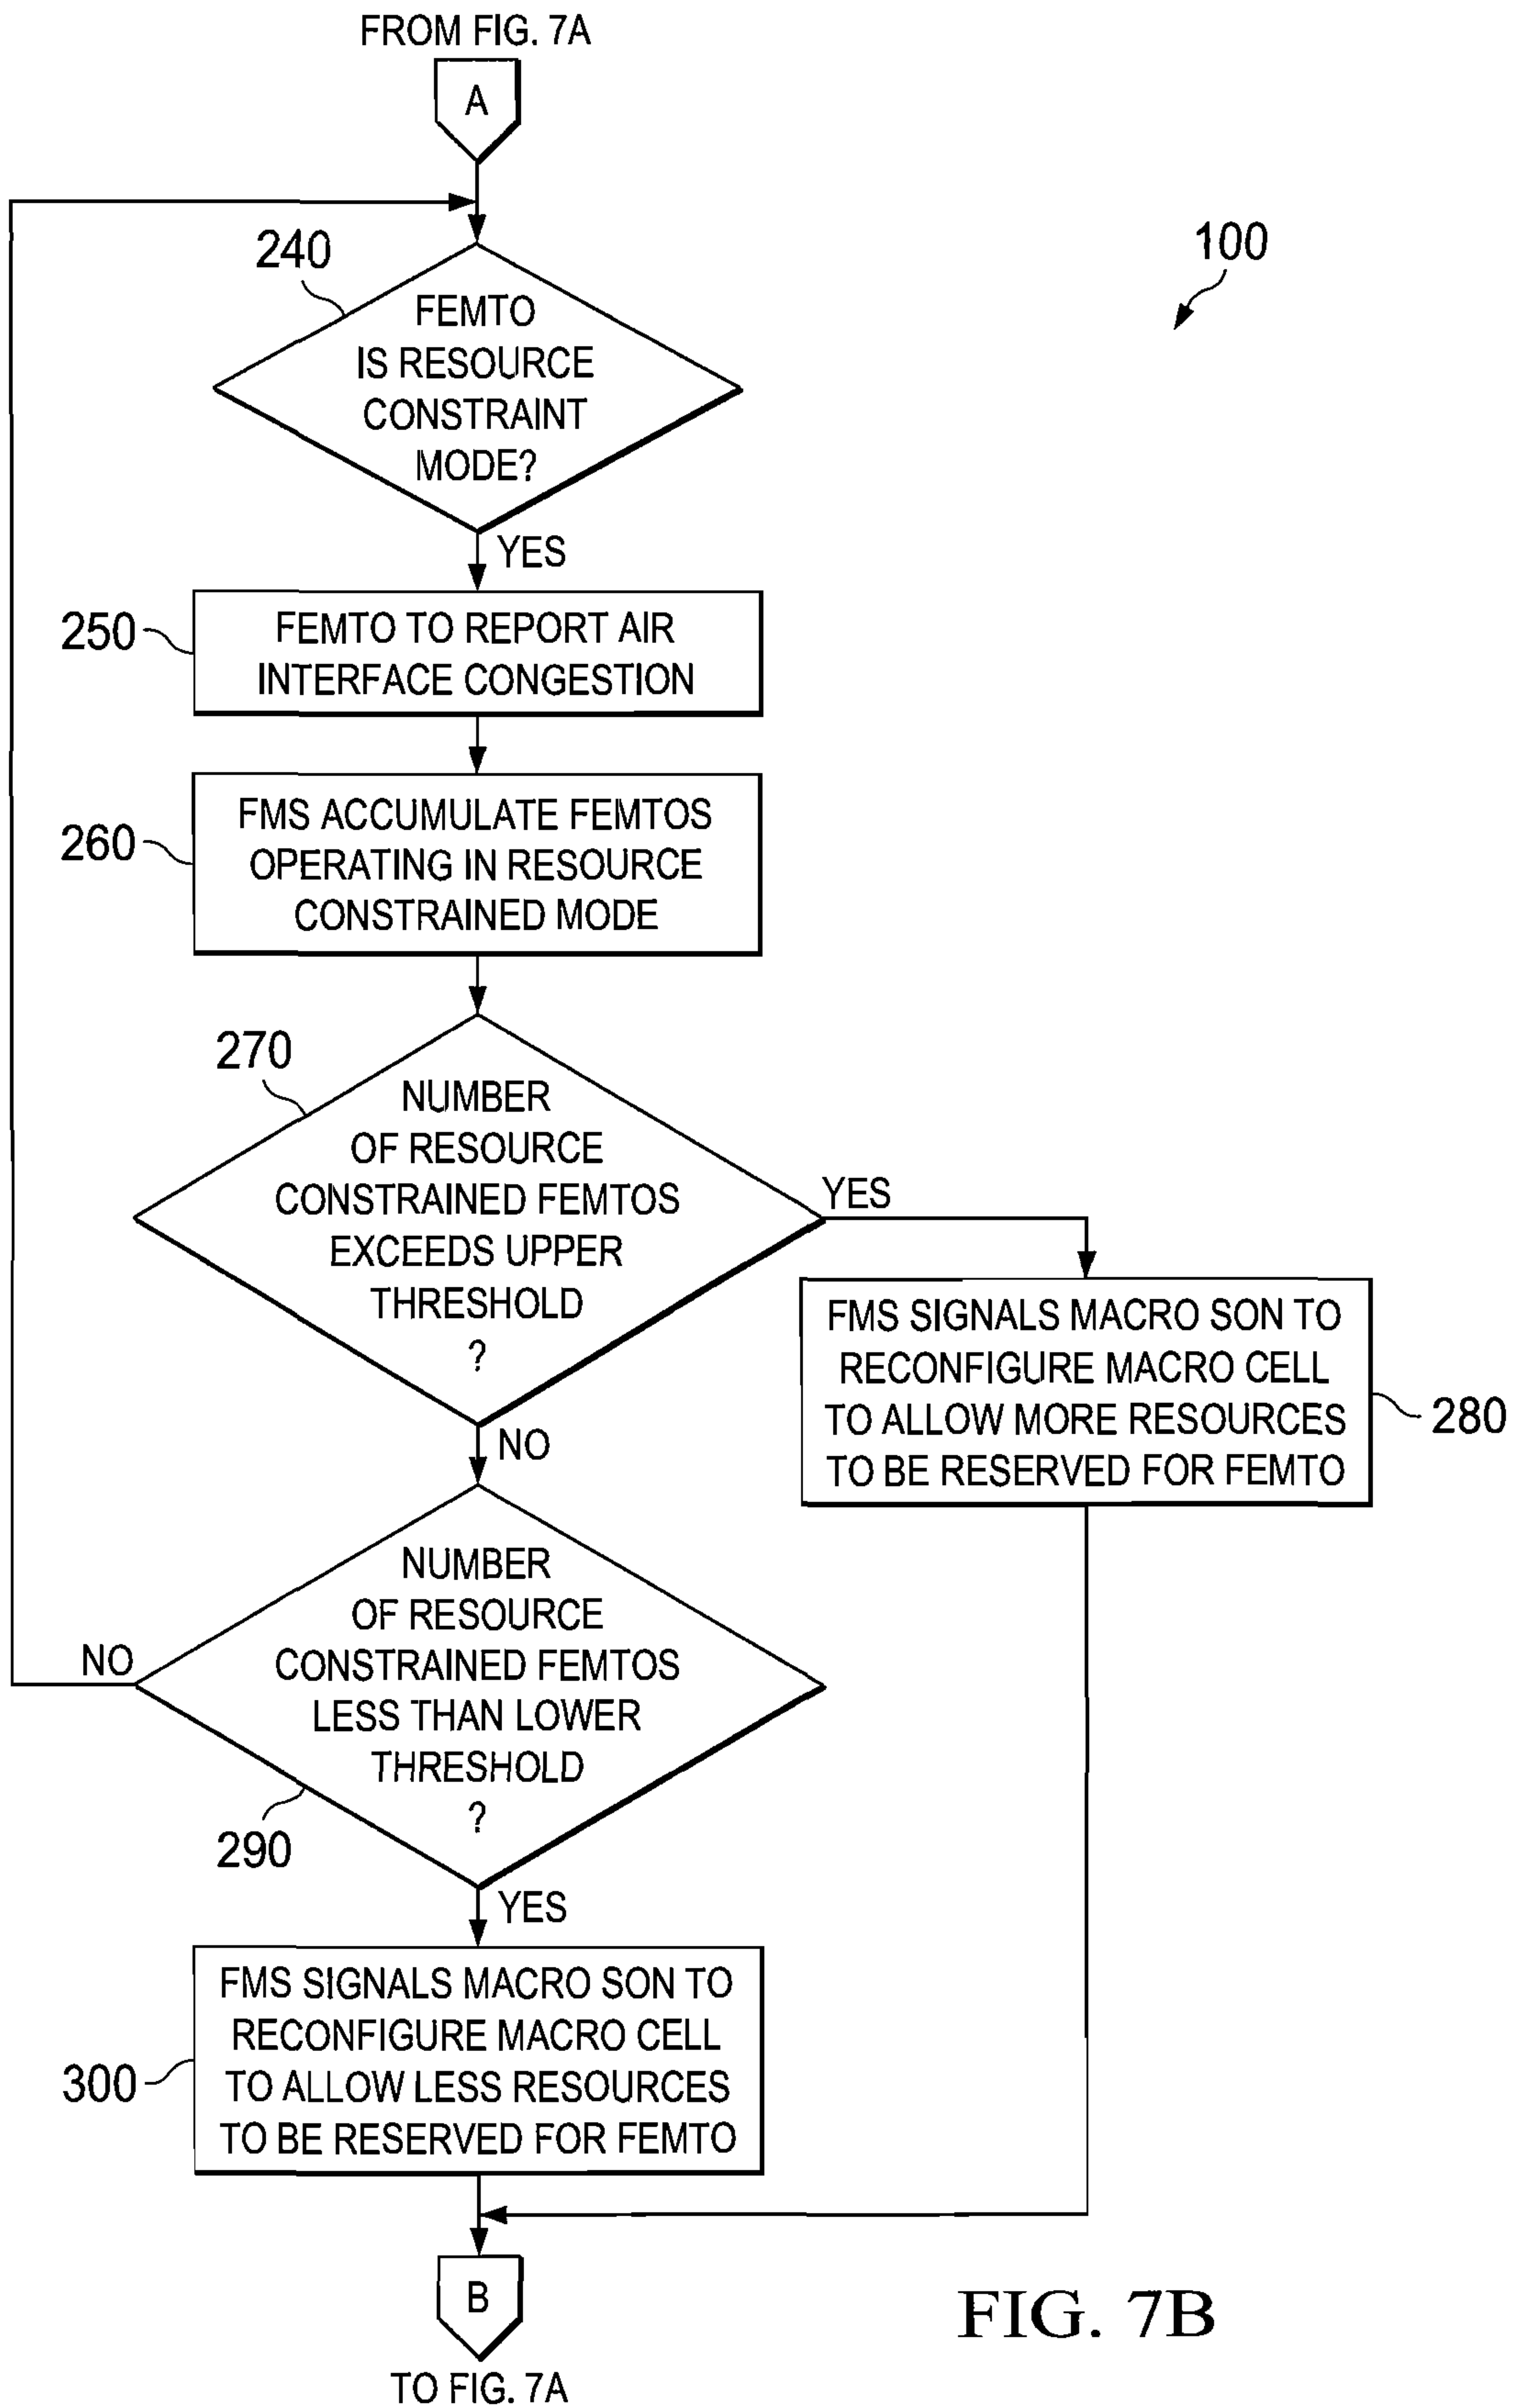 FROM FIG. 7A
A
100
240
FEMTO
IS RESOURCE
CONSTRAINT
MODE?
YES
250
FEMTO TO REPORT AIR
INTERFACE CONGESTION
260
FMS ACCUMULATE FEMTOS
OPERATING IN RESOURCE
CONSTRAINED MODE
270
NUMBER
OF RESOURCE
CONSTRAINED FEMTOS
EXCEEDS UPPER
THRESHOLD
?
YES
NO
FMS SIGNALS MACRO SON TO
RECONFIGURE MACRO CELL
TO ALLOW MORE RESOURCES
TO BE RESERVED FOR FEMTO
280
NUMBER
OF RESOURCE
CONSTRAINED FEMTOS
LESS THAN LOWER
THRESHOLD
?
NO
290
YES
FMS SIGNALS MACRO SON TO
RECONFIGURE MACRO CELL
TO ALLOW LESS RESOURCES
TO BE RESERVED FOR FEMTO
300
B
TO FIG. 7A
FIG. 7B